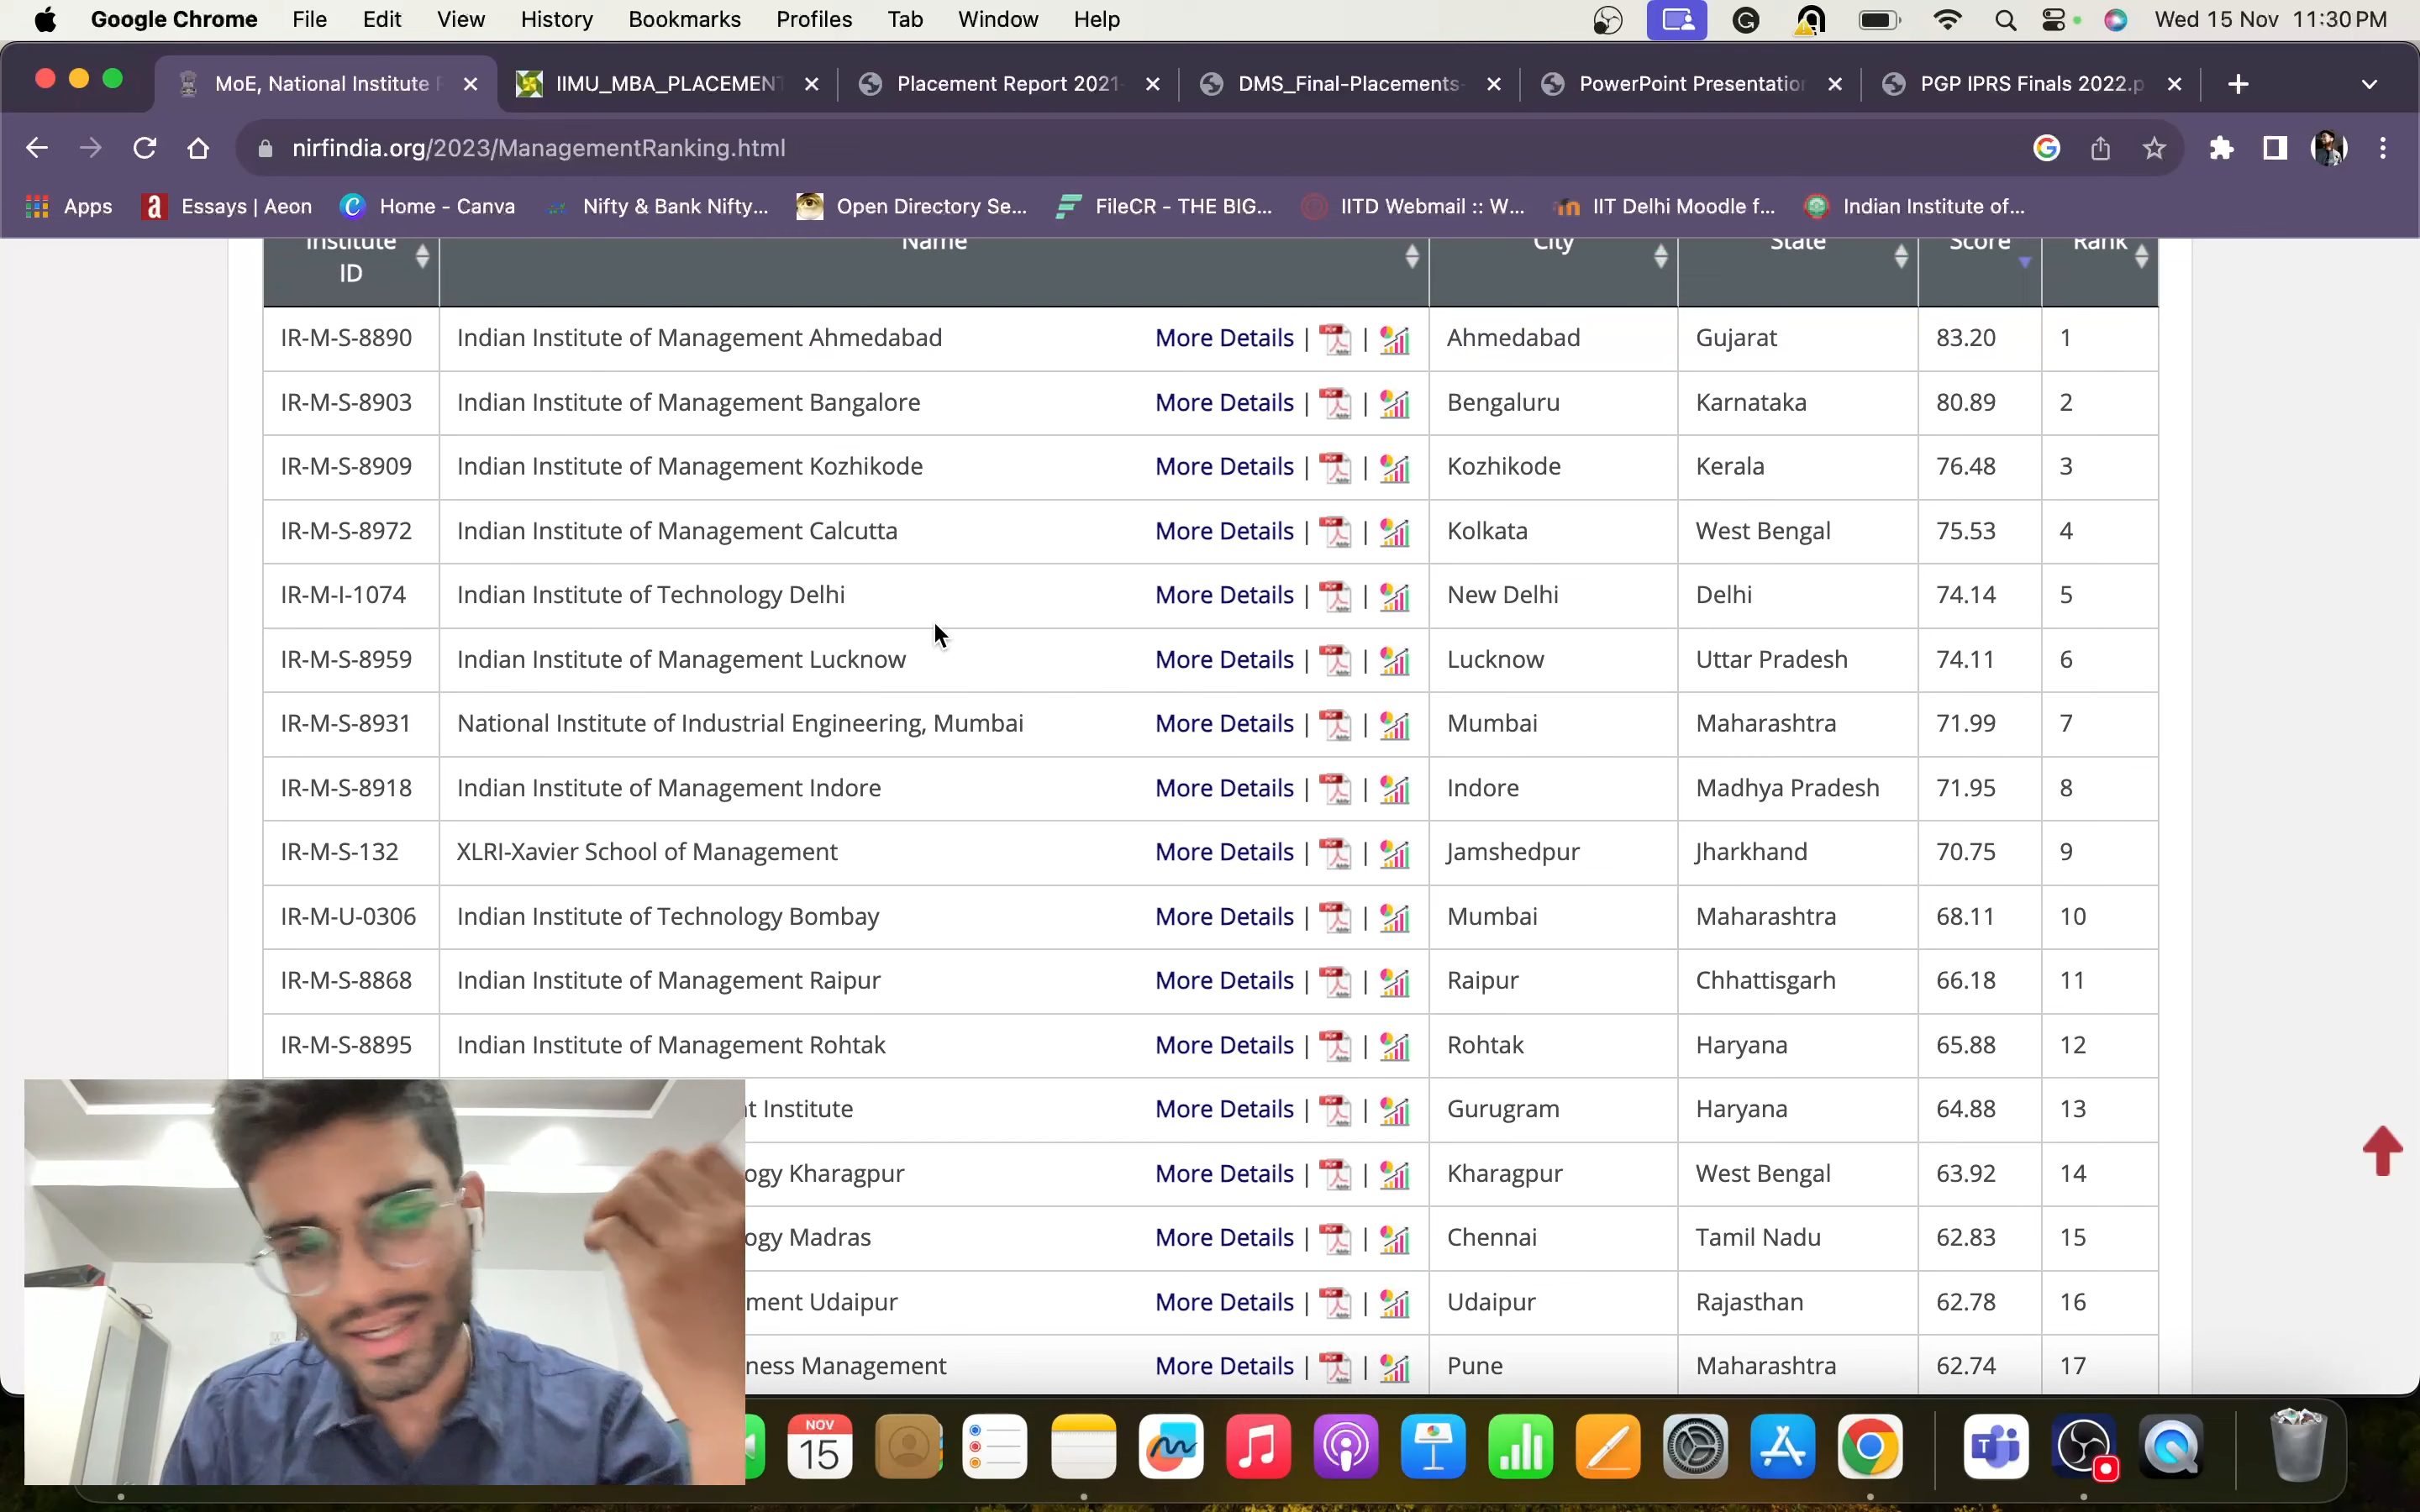 Google Chrome File Edit View History Bookmarks Profiles Tab Window Help Wed 15 Nov 11:30 PM
MoE, National Institute IIMU_MBA_PLACEMENT Placement Report 2021- DMS_Final-Placements- PowerPoint Presentation PGP IPRS Finals 2022.p
nirfindia.org/2023/ManagementRanking.html
Apps Essays | Aeon Home - Canva Nifty & Bank Nifty... Open Directory Se... FileCR - THE BIG... IITD Webmail :: W... IIT Delhi Moodle f... Indian Institute of...
Institute ID Name City State Score Rank
IR-M-S-8890 Indian Institute of Management Ahmedabad More Details | | Ahmedabad Gujarat 83.20 1
IR-M-S-8903 Indian Institute of Management Bangalore More Details | | Bengaluru Karnataka 80.89 2
IR-M-S-8909 Indian Institute of Management Kozhikode More Details | | Kozhikode Kerala 76.48 3
IR-M-S-8972 Indian Institute of Management Calcutta More Details | | Kolkata West Bengal 75.53 4
IR-M-I-1074 Indian Institute of Technology Delhi More Details | | New Delhi Delhi 74.14 5
IR-M-S-8959 Indian Institute of Management Lucknow More Details | | Lucknow Uttar Pradesh 74.11 6
IR-M-S-8931 National Institute of Industrial Engineering, Mumbai More Details | | Mumbai Maharashtra 71.99 7
IR-M-S-8918 Indian Institute of Management Indore More Details | | Indore Madhya Pradesh 71.95 8
IR-M-S-132 XLRI-Xavier School of Management More Details | | Jamshedpur Jharkhand 70.75 9
IR-M-U-0306 Indian Institute of Technology Bombay More Details | | Mumbai Maharashtra 68.11 10
IR-M-S-8868 Indian Institute of Management Raipur More Details | | Raipur Chhattisgarh 66.18 11
IR-M-S-8895 Indian Institute of Management Rohtak More Details | | Rohtak Haryana 65.88 12
t Institute More Details | | Gurugram Haryana 64.88 13
ogy Kharagpur More Details | | Kharagpur West Bengal 63.92 14
ogy Madras More Details | | Chennai Tamil Nadu 62.83 15
ment Udaipur More Details | | Udaipur Rajasthan 62.78 16
ness Management More Details | | Pune Maharashtra 62.74 17
NOV
15